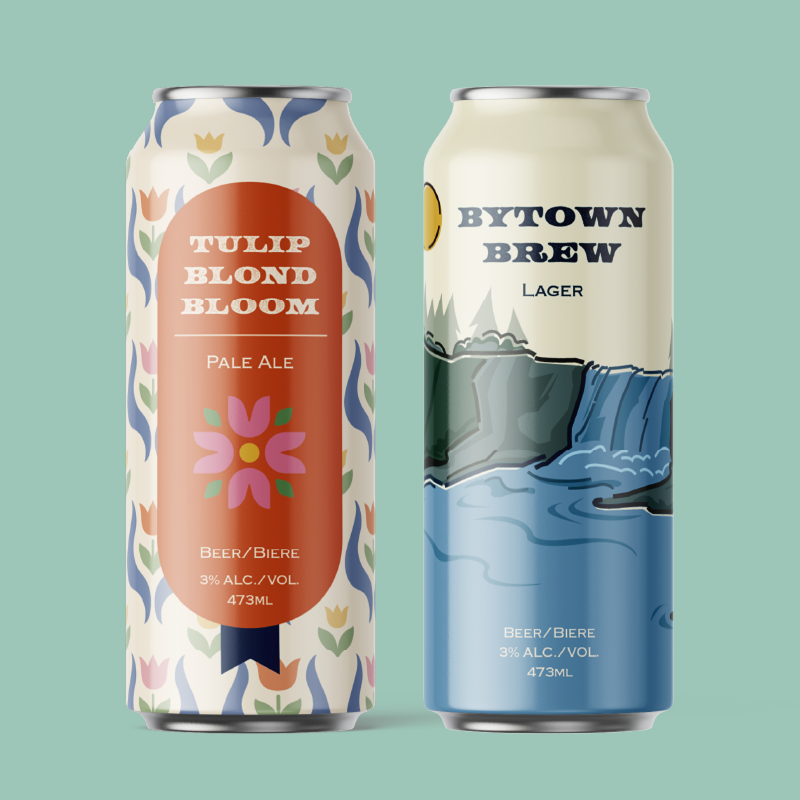 TULIP
BLOND
BLOOM
PALE ALE
BEER/BIERE
3% ALC./VOL.
473ML
BYTOWN
BREW
LAGER
BEER/BIERE
3% ALC./VOL.
473ML